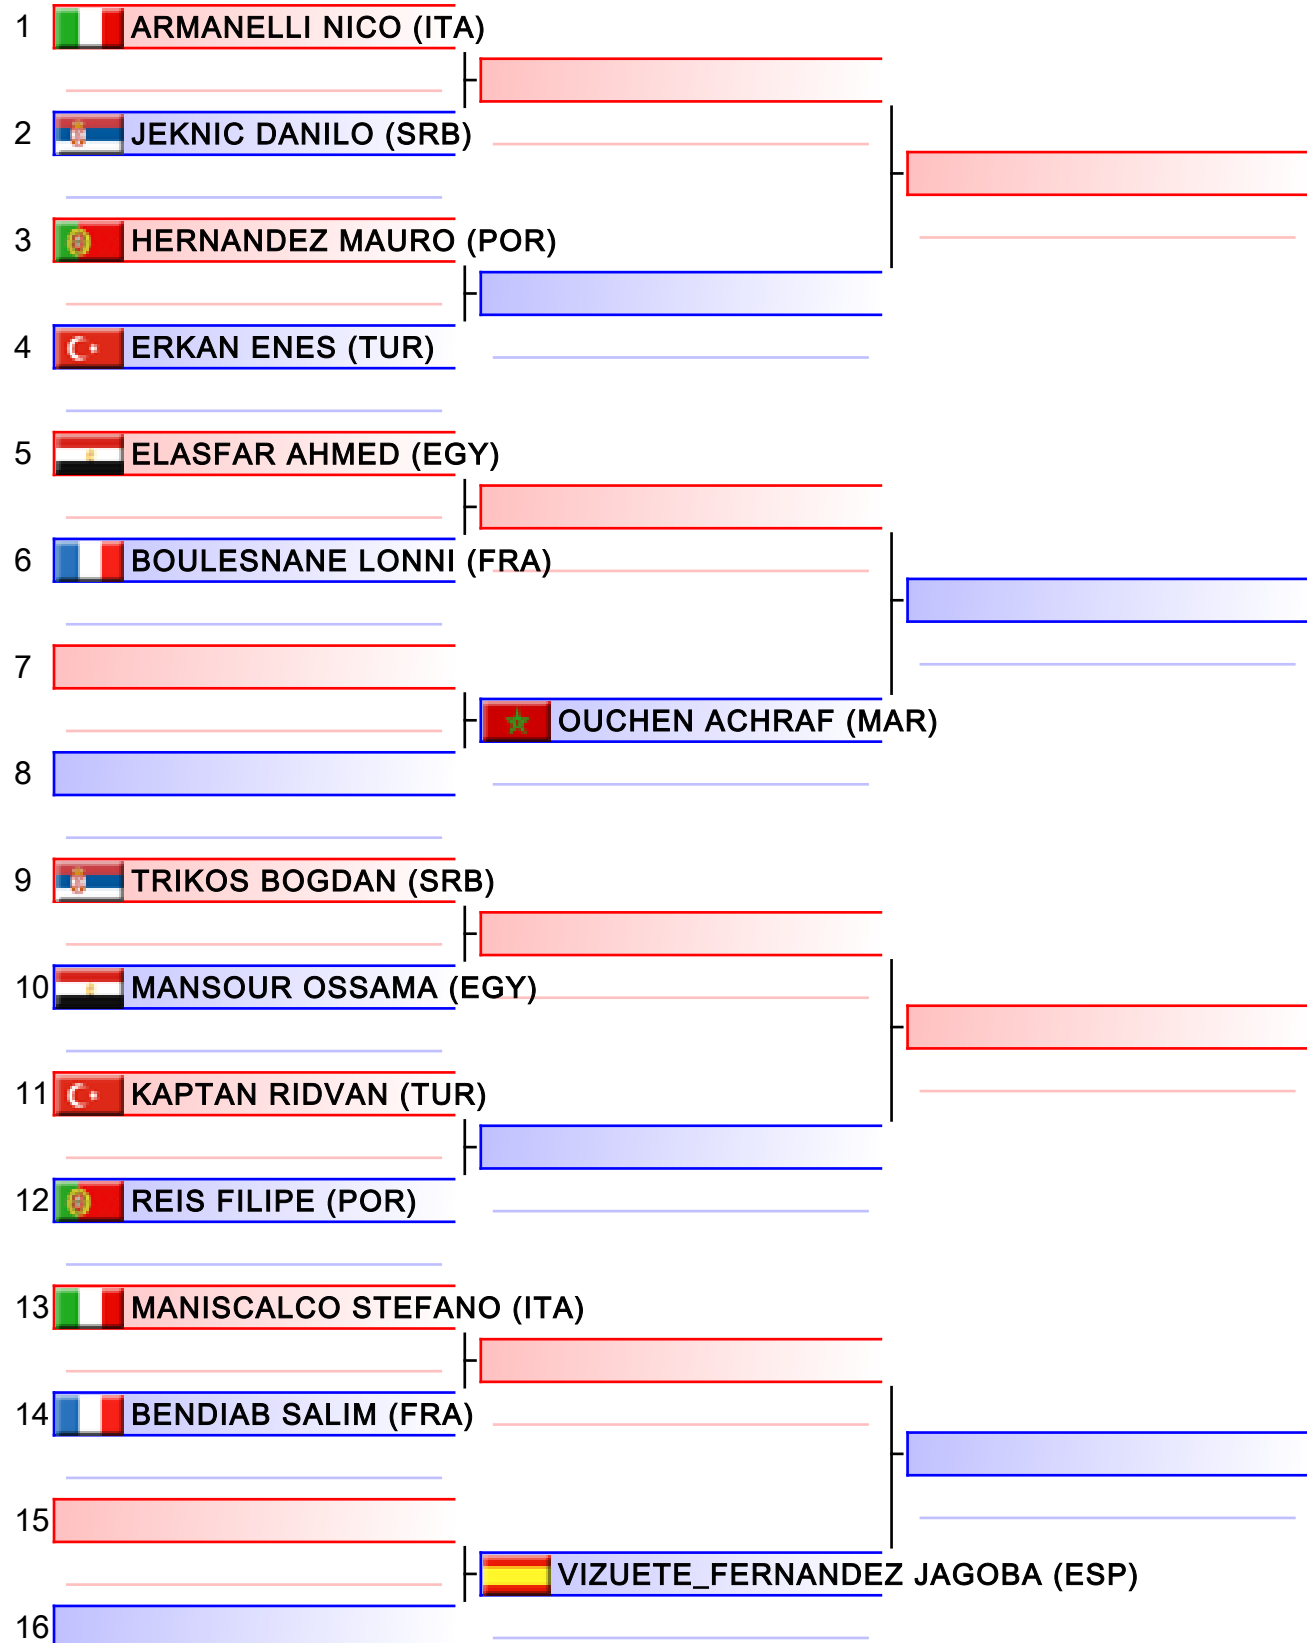 1 ARMANELLI NICO (ITA)
2 JEKNIC DANILO (SRB)
3 HERNANDEZ MAURO (POR)
4 ERKAN ENES (TUR)
5 ELASFAR AHMED (EGY)
6 BOULESNANE LONNI (FRA)
7
OUCHEN ACHRAF (MAR)
8
9 TRIKOS BOGDAN (SRB)
10 MANSOUR OSSAMA (EGY)
11 KAPTAN RIDVAN (TUR)
12 REIS FILIPE (POR)
13 MANISCALCO STEFANO (ITA)
14 BENDIAB SALIM (FRA)
15
VIZUETE_FERNANDEZ JAGOBA (ESP)
16